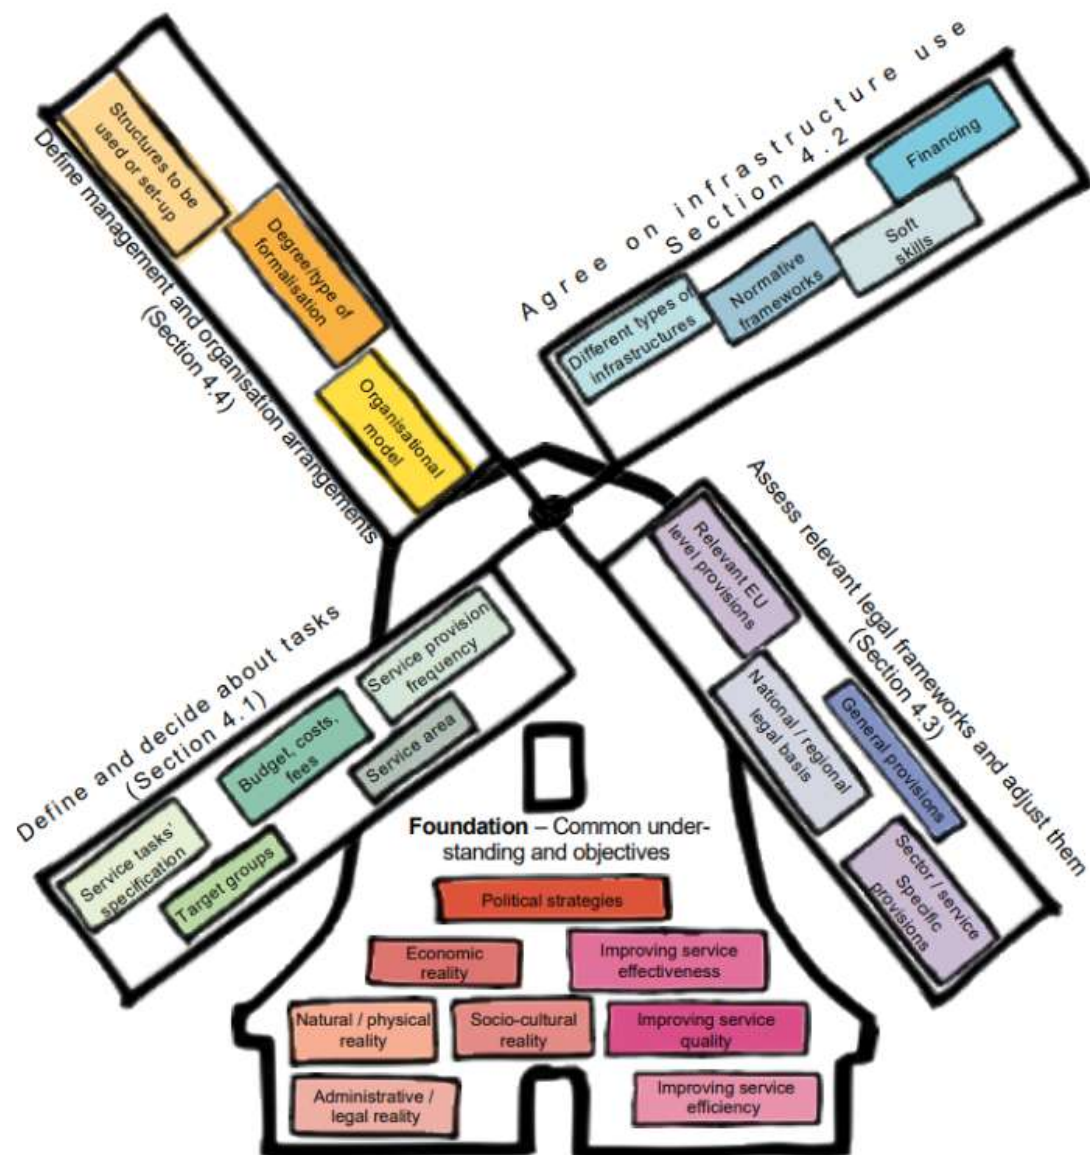 Define management and organisation arrangements
(Section 4.4)
Structures to be
used or set-up
Degree/type of
formalisation
Organisational
model
Agree on infrastructure use
Section 4.2
Financing
Soft
skills
Normative
frameworks
Different types of
infrastructures
Assess relevant legal frameworks and adjust them
(Section 4.3)
Relevant EU
level provisions
National / regional
legal basis
General provisions
Sector / service
Specific
provisions
Define and decide about tasks
(Section 4.1)
Service provision
frequency
Service area
Budget, costs,
fees
Service tasks'
specification
Target groups
Foundation – Common under-
standing and objectives
Political strategies
Economic
reality
Improving service
effectiveness
Natural / physical
reality
Socio-cultural
reality
Improving service
quality
Administrative /
legal reality
Improving service
efficiency